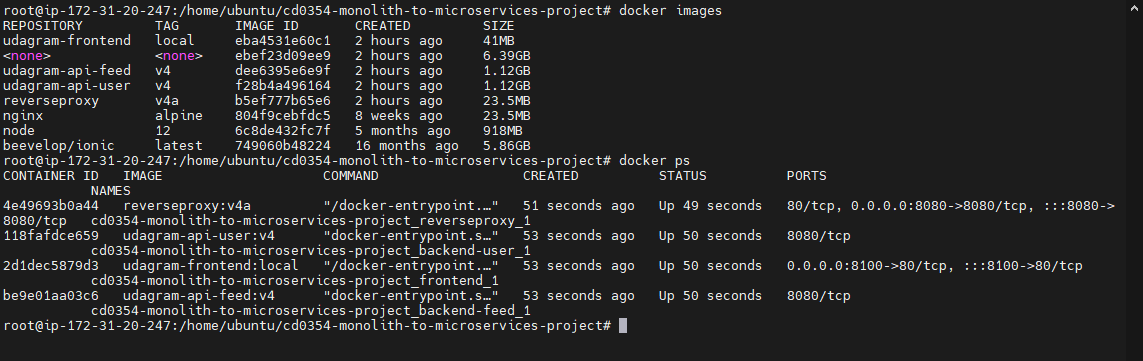 root@ip-172-31-20-247:/home/ubuntu/cd0354-monolith-to-microservices-project# docker images
REPOSITORY TAG IMAGE ID CREATED SIZE
udagram-frontend local eba4531e60c1 2 hours ago 41MB
<none> <none> ebef23d09ee9 2 hours ago 6.39GB
udagram-api-feed v4 dee6395e6e9f 2 hours ago 1.12GB
udagram-api-user v4 f28b4a496164 2 hours ago 1.12GB
reverseproxy v4a b5ef777b65e6 2 hours ago 23.5MB
nginx alpine 804f9cebfdc5 8 weeks ago 23.5MB
node 12 6c8de432fc7f 5 months ago 918MB
beevelop/ionic latest 749060b48224 16 months ago 5.86GB
root@ip-172-31-20-247:/home/ubuntu/cd0354-monolith-to-microservices-project# docker ps
CONTAINER ID IMAGE COMMAND CREATED STATUS PORTS
NAMES
4e49693b0a44 reverseproxy:v4a "/docker-entrypoint.…" 51 seconds ago Up 49 seconds 80/tcp, 0.0.0.0:8080->8080/tcp, :::8080->
8080/tcp cd0354-monolith-to-microservices-project_reverseproxy_1
118fafdce659 udagram-api-user:v4 "docker-entrypoint.s…" 53 seconds ago Up 50 seconds 8080/tcp
cd0354-monolith-to-microservices-project_backend-user_1
2d1dec5879d3 udagram-frontend:local "/docker-entrypoint.…" 53 seconds ago Up 50 seconds 0.0.0.0:8100->80/tcp, :::8100->80/tcp
cd0354-monolith-to-microservices-project_frontend_1
be9e01aa03c6 udagram-api-feed:v4 "docker-entrypoint.s…" 53 seconds ago Up 50 seconds 8080/tcp
cd0354-monolith-to-microservices-project_backend-feed_1
root@ip-172-31-20-247:/home/ubuntu/cd0354-monolith-to-microservices-project#